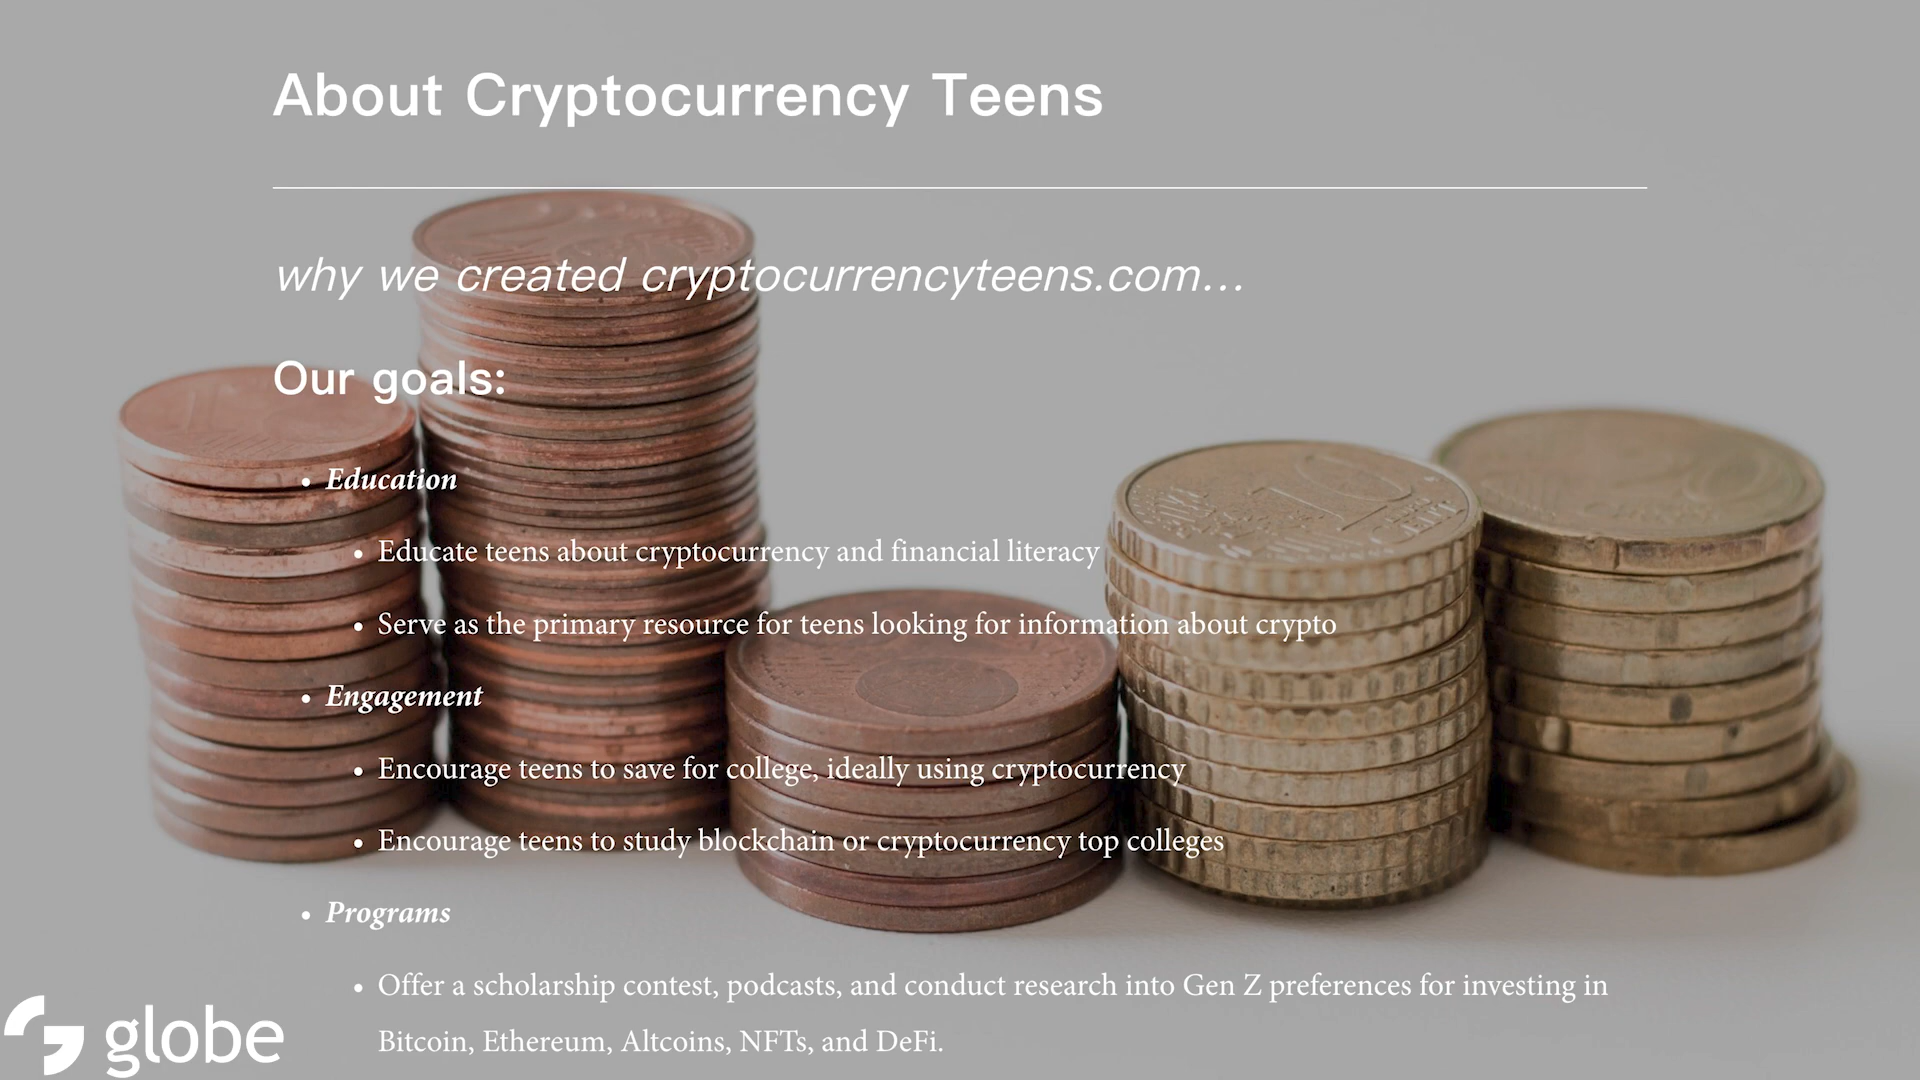 About Cryptocurrency Teens
why we created cryptocurrencyteens.com...
Our goals:
• Education
• Educate teens about cryptocurrency and financial literacy
• Serve as the primary resource for teens looking for information about crypto
• Engagement
• Encourage teens to save for college, ideally using cryptocurrency
• Encourage teens to study blockchain or cryptocurrency top colleges
• Programs
• Offer a scholarship contest, podcasts, and conduct research into Gen Z preferences for investing in
Bitcoin, Ethereum, Altcoins, NFTs, and DeFi.
globe
10